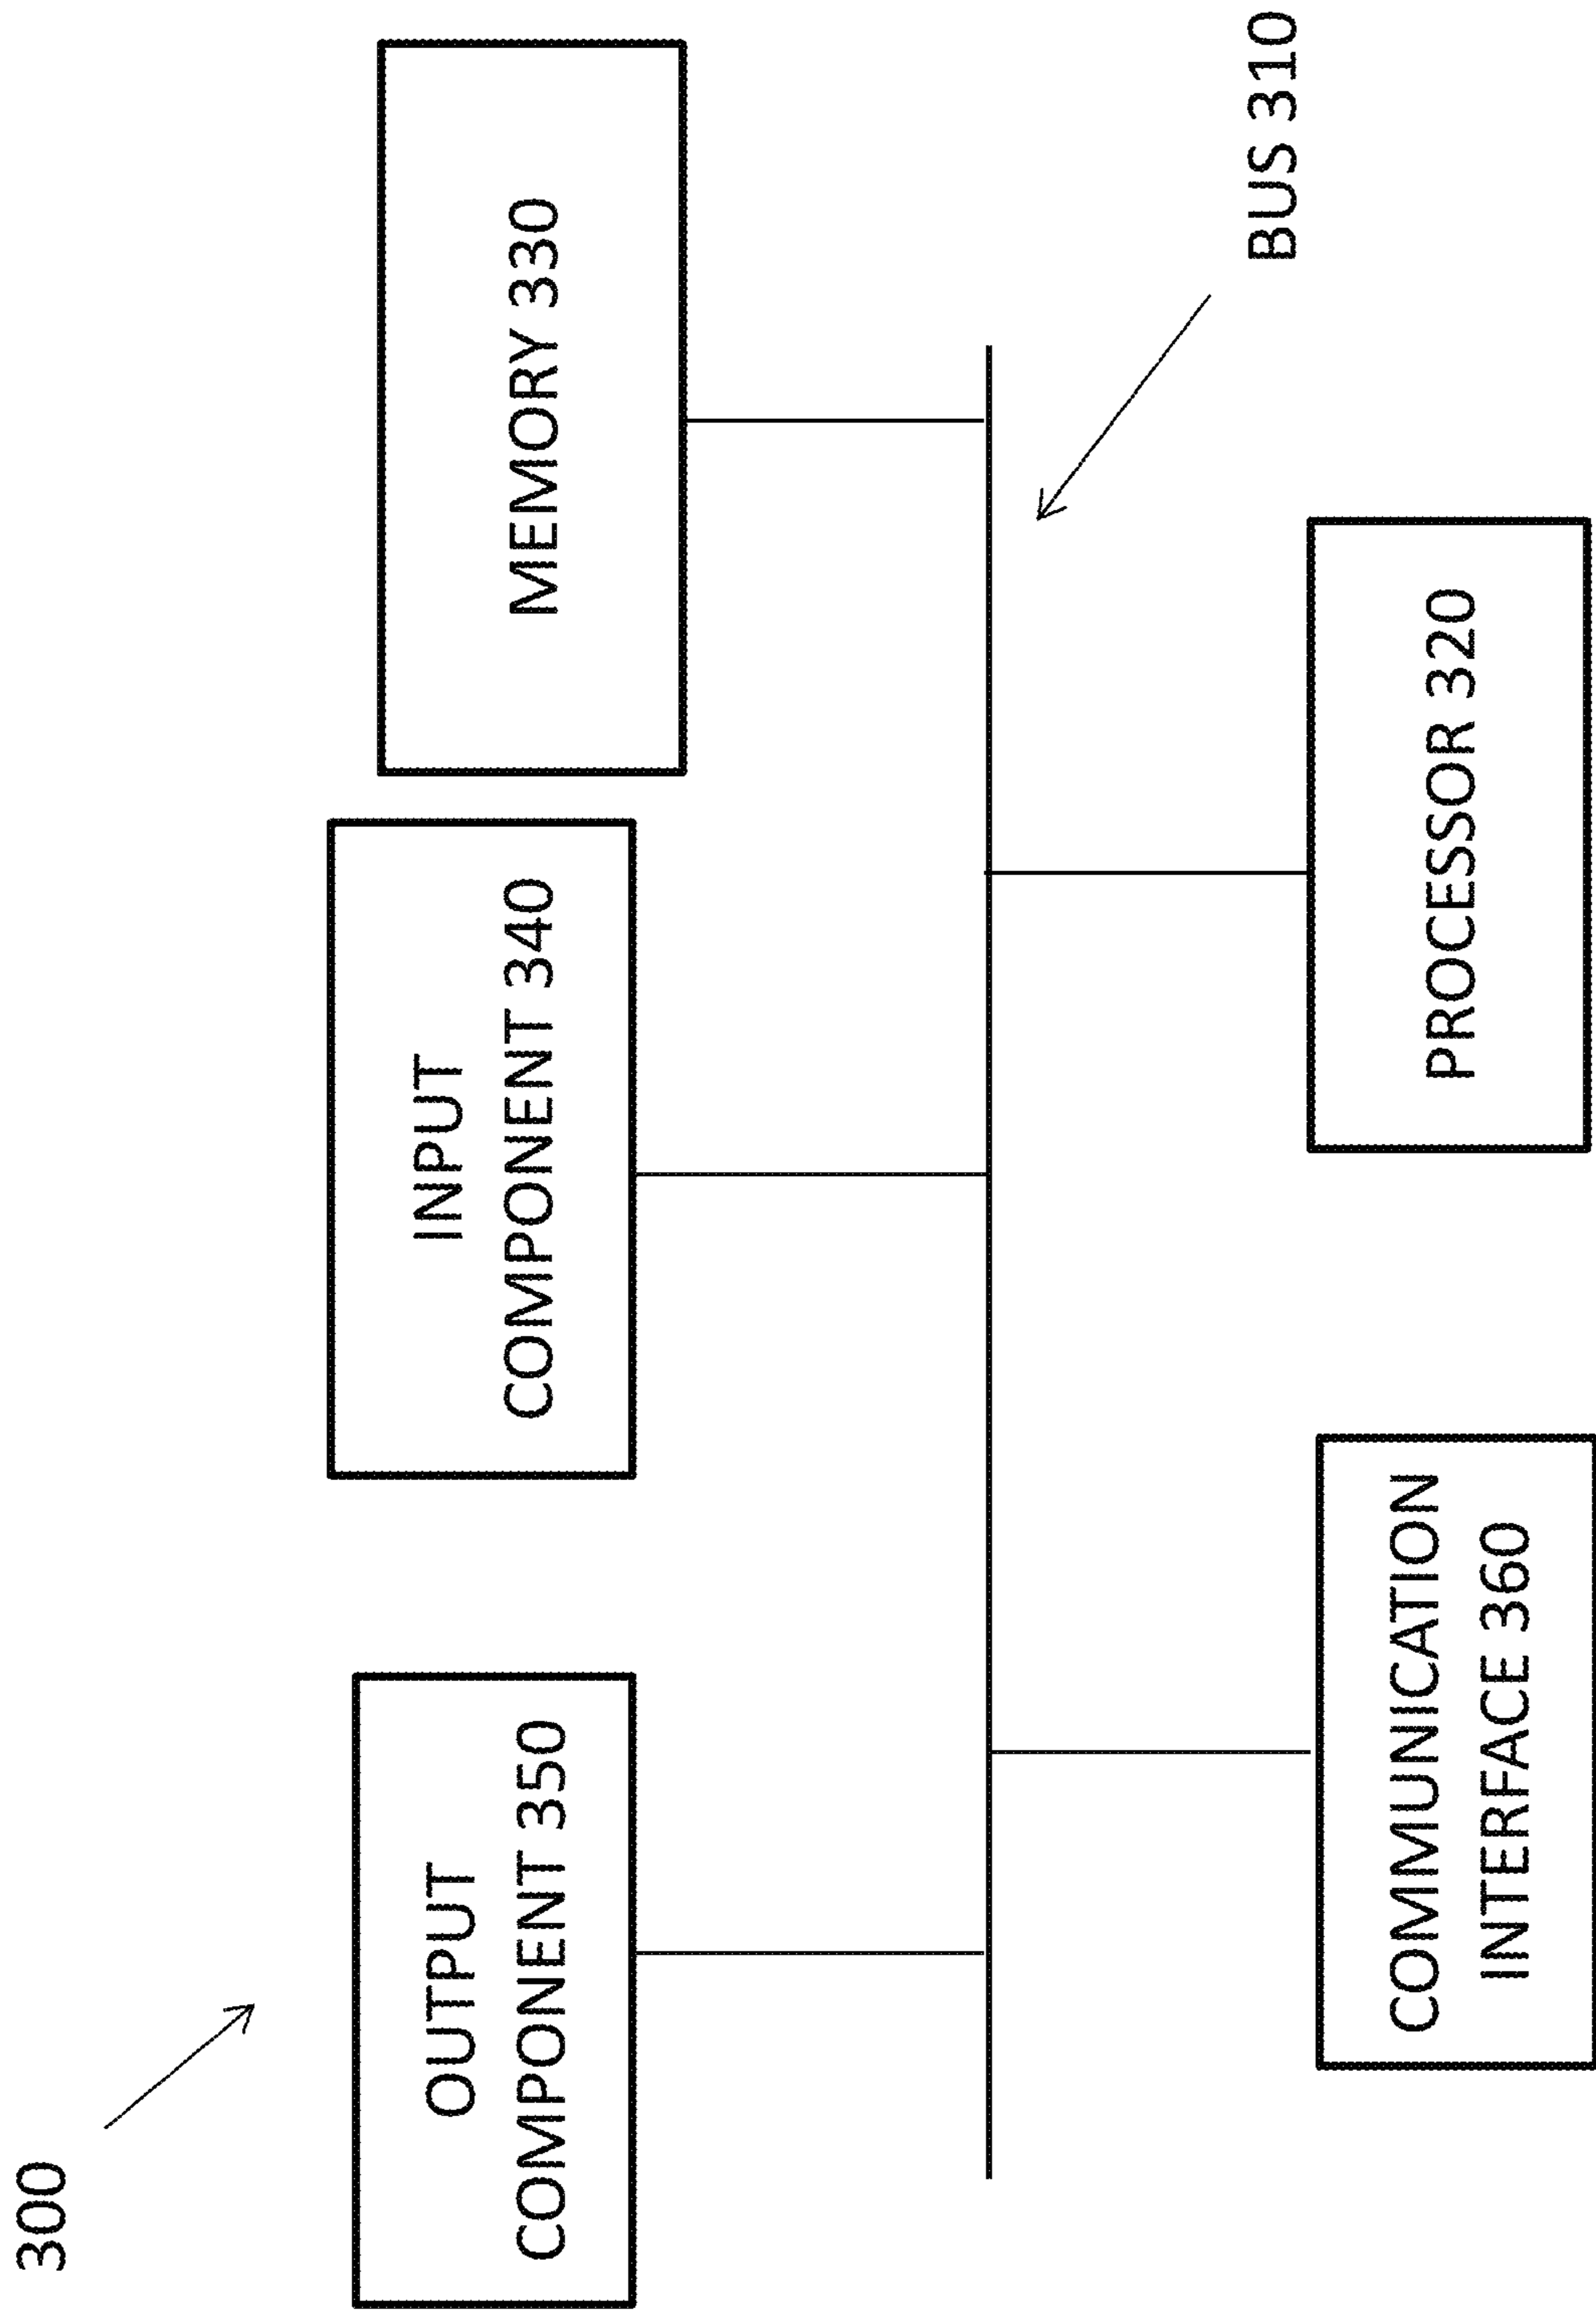 300
OUTPUT
COMPONENT 350
INPUT
COMPONENT 340
MEMORY 330
BUS 310
COMMUNICATION
INTERFACE 360
PROCESSOR 320